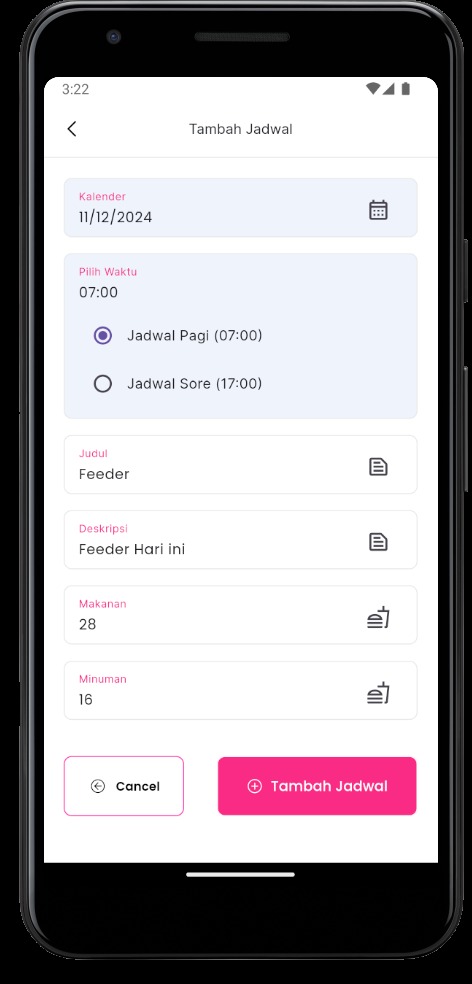 3:22
Tambah Jadwal
Kalender
11/12/2024
Pilih Waktu
07:00
Jadwal Pagi (07:00)
Jadwal Sore (17:00)
Judul
Feeder
Deskripsi
Feeder Hari ini
Makanan
28
Minuman
16
Cancel
Tambah Jadwal